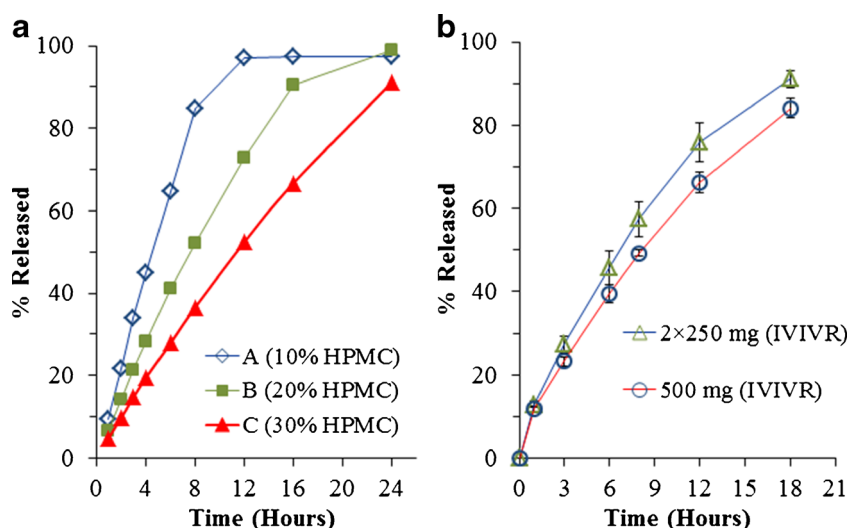 a
100
80
60
40
20
0
% Released
A (10% HPMC)
B (20% HPMC)
C (30% HPMC)
0 4 8 12 16 20 24
Time (Hours)
b
100
80
60
40
20
0
% Released
2×250 mg (IVIVR)
500 mg (IVIVR)
0 3 6 9 12 15 18 21
Time (Hours)